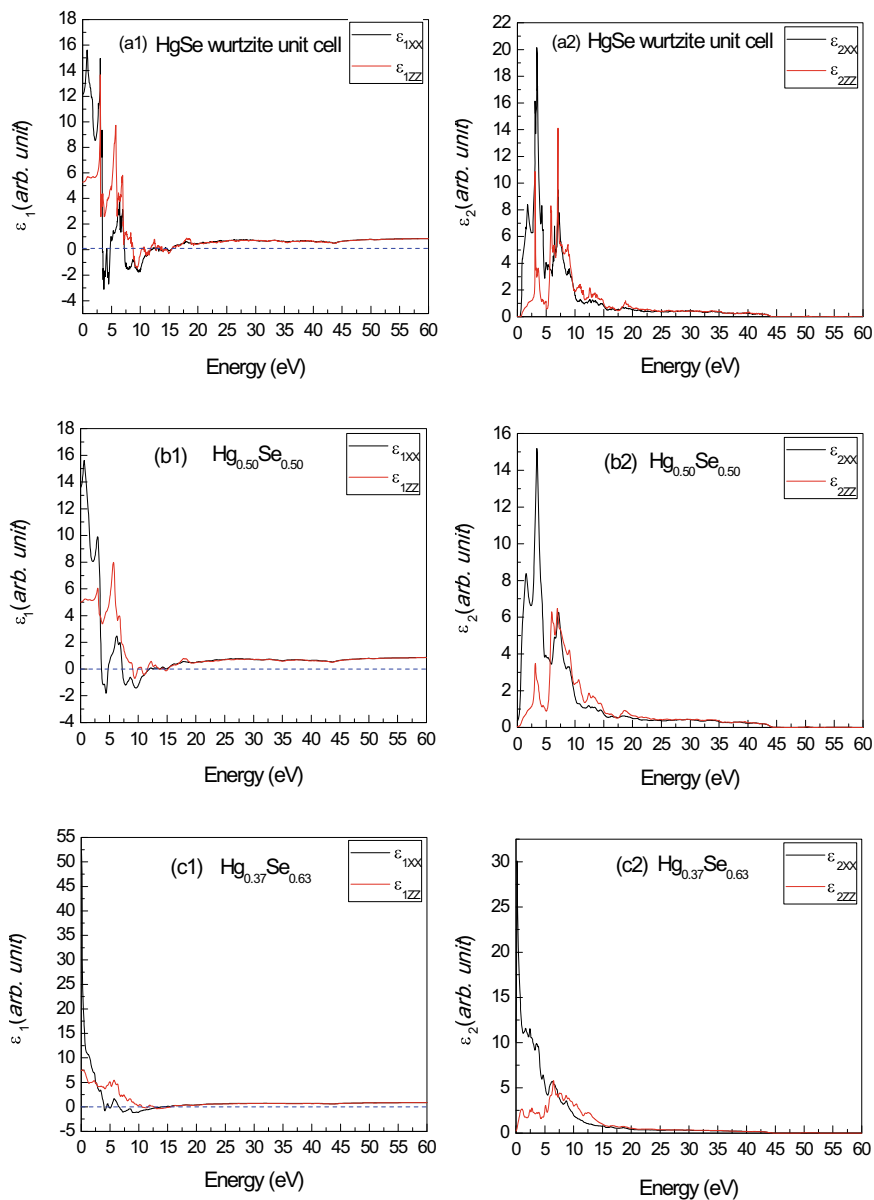 (a1) HgSe wurtzite unit cell
ε1XX
ε1ZZ
ε1(arb. unit)
18
16
14
12
10
8
6
4
2
0
-2
-4
0 5 10 15 20 25 30 35 40 45 50 55 60
Energy (eV)
(a2) HgSe wurtzite unit cell
ε2XX
ε2ZZ
ε2(arb. unit)
22
20
18
16
14
12
10
8
6
4
2
0
0 5 10 15 20 25 30 35 40 45 50 55 60
Energy (eV)
(b1) Hg0.50Se0.50
ε1XX
ε1ZZ
ε1(arb. unit)
18
16
14
12
10
8
6
4
2
0
-2
-4
0 5 10 15 20 25 30 35 40 45 50 55 60
Energy (eV)
(b2) Hg0.50Se0.50
ε2XX
ε2ZZ
ε2(arb. unit)
16
14
12
10
8
6
4
2
0
0 5 10 15 20 25 30 35 40 45 50 55 60
Energy (eV)
(c1) Hg0.37Se0.63
ε1XX
ε1ZZ
ε1(arb. unit)
55
50
45
40
35
30
25
20
15
10
5
0
-5
0 5 10 15 20 25 30 35 40 45 50 55 60
Energy (eV)
(c2) Hg0.37Se0.63
ε2XX
ε2ZZ
ε2(arb. unit)
30
25
20
15
10
5
0
0 5 10 15 20 25 30 35 40 45 50 55 60
Energy (eV)